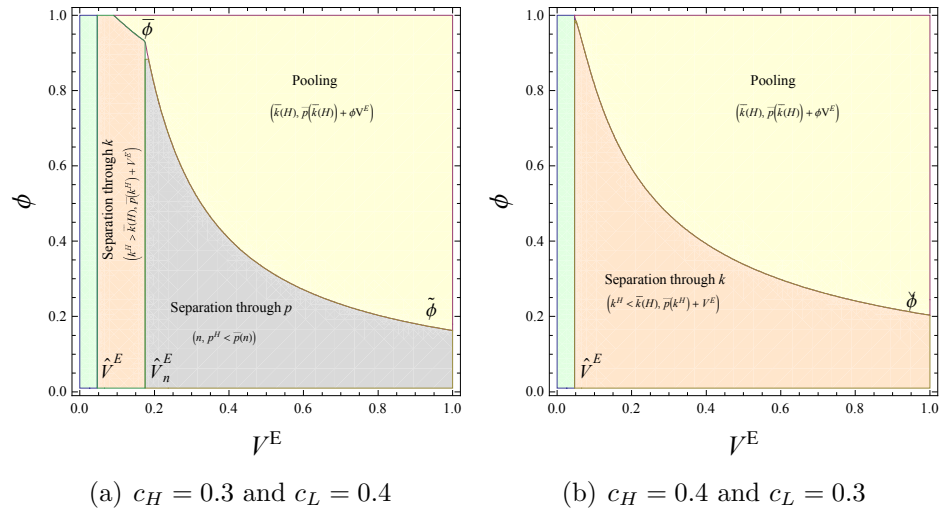 1.0
0.8
0.6
0.4
0.2
0.0
ϕ
0.0 0.2 0.4 0.6 0.8 1.0
V^E
ϕ̅
Pooling
(k̅(H), p̅(k̅(H)) + ϕV^E)
Separation through k
(k^H > k̅(H), p̅(k^H) + V^E)
Separation through p
(n, p^H < p̅(n))
ϕ̃
V̂^E
V̂_n^E
(a) c_H = 0.3 and c_L = 0.4
1.0
0.8
0.6
0.4
0.2
0.0
ϕ
0.0 0.2 0.4 0.6 0.8 1.0
V^E
Pooling
(k̅(H), p̅(k̅(H)) + ϕV^E)
Separation through k
(k^H < k̅(H), p̅(k^H) + V^E)
ϕ̌
V̂^E
(b) c_H = 0.4 and c_L = 0.3